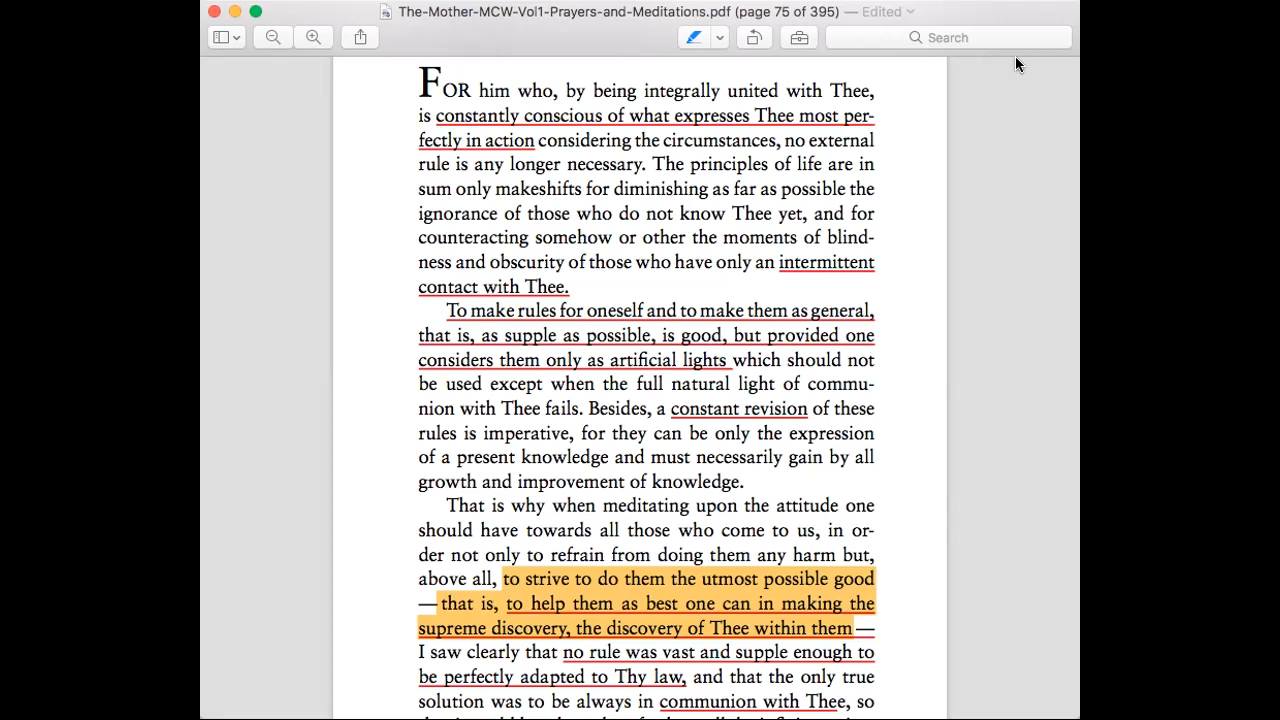 The-Mother-MCW-Vol1-Prayers-and-Meditations.pdf (page 75 of 395) — Edited
Search
FOR him who, by being integrally united with Thee,
is constantly conscious of what expresses Thee most per-
fectly in action considering the circumstances, no external
rule is any longer necessary. The principles of life are in
sum only makeshifts for diminishing as far as possible the
ignorance of those who do not know Thee yet, and for
counteracting somehow or other the moments of blind-
ness and obscurity of those who have only an intermittent
contact with Thee.
To make rules for oneself and to make them as general,
that is, as supple as possible, is good, but provided one
considers them only as artificial lights which should not
be used except when the full natural light of commu-
nion with Thee fails. Besides, a constant revision of these
rules is imperative, for they can be only the expression
of a present knowledge and must necessarily gain by all
growth and improvement of knowledge.
That is why when meditating upon the attitude one
should have towards all those who come to us, in or-
der not only to refrain from doing them any harm but,
above all, to strive to do them the utmost possible good
— that is, to help them as best one can in making the
supreme discovery, the discovery of Thee within them —
I saw clearly that no rule was vast and supple enough to
be perfectly adapted to Thy law, and that the only true
solution was to be always in communion with Thee, so